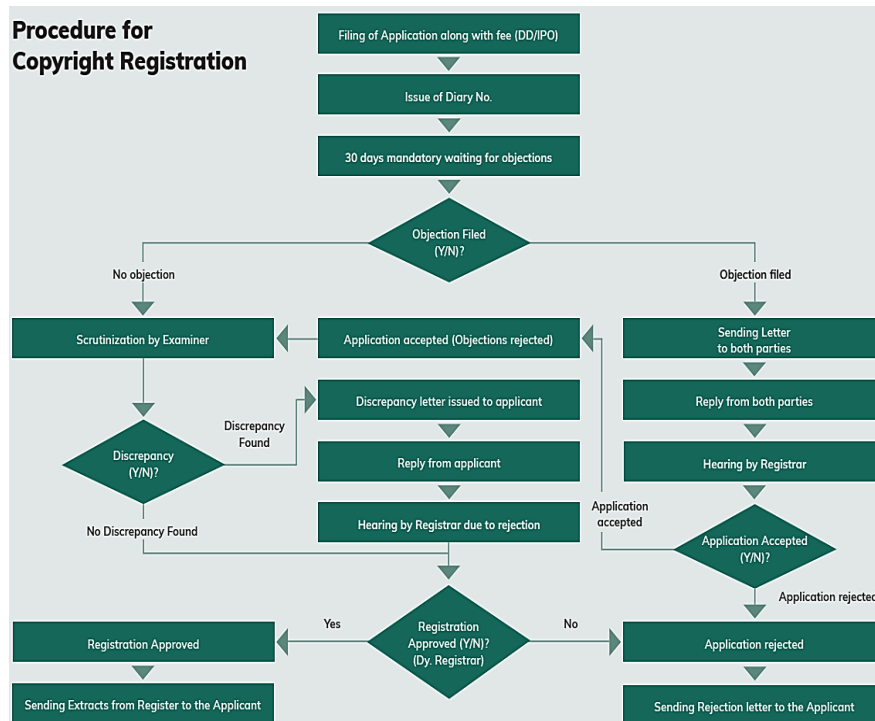 Procedure for
Copyright Registration
Filing of Application along with fee (DD/IPO)
Issue of Diary No.
30 days mandatory waiting for objections
Objection Filed
(Y/N)?
No objection
Objection filed
Scrutinization by Examiner
Application accepted (Objections rejected)
Sending Letter
to both parties
Discrepancy letter issued to applicant
Reply from both parties
Discrepancy
Found
Discrepancy
(Y/N)?
Reply from applicant
Hearing by Registrar
Application
accepted
No Discrepancy Found
Hearing by Registrar due to rejection
Application Accepted
(Y/N)?
Application rejected
Registration
Approved (Y/N)?
(Dy. Registrar)
Yes
No
Registration Approved
Application rejected
Sending Extracts from Register to the Applicant
Sending Rejection letter to the Applicant